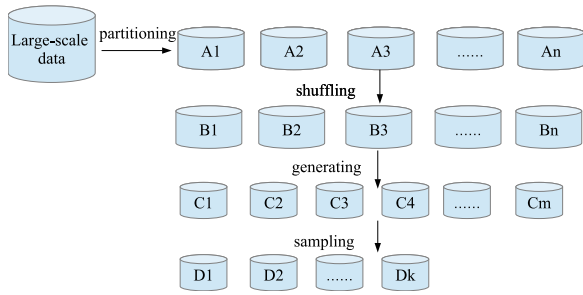 Large-scale
data
partitioning
A1 A2 A3 ...... An
shuffling
B1 B2 B3 ...... Bn
generating
C1 C2 C3 C4 ...... Cm
sampling
D1 D2 ...... Dk